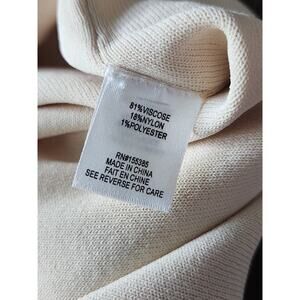 81%VISCOSE
18%NYLON
1%POLYESTER
RN#155385
MADE IN CHINA
FAIT EN CHINE
SEE REVERSE FOR CARE